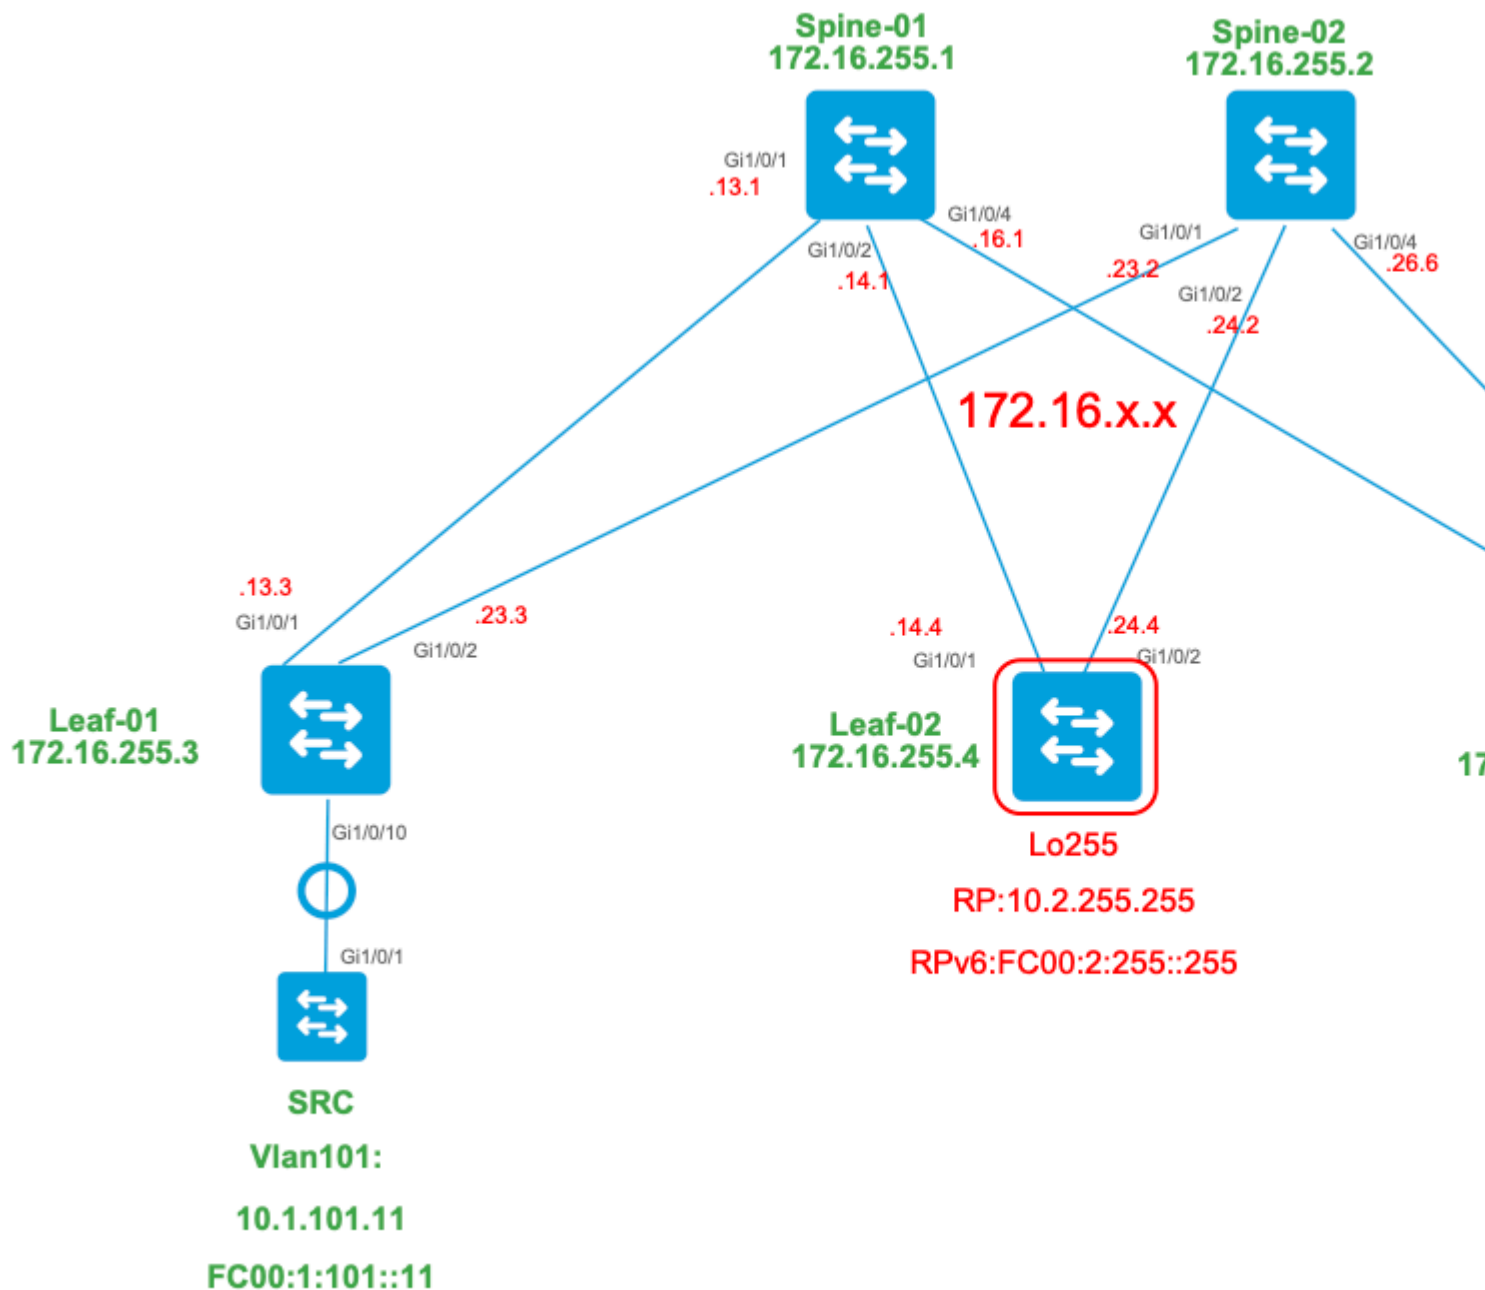 Spine-01
172.16.255.1
Spine-02
172.16.255.2
Gi1/0/1
.13.1
Gi1/0/4
.16.1
Gi1/0/2
.14.1
Gi1/0/1
.23.2
Gi1/0/4
.26.6
Gi1/0/2
.24.2
172.16.x.x
.13.3
Gi1/0/1
.23.3
Gi1/0/2
.14.4
Gi1/0/1
.24.4
Gi1/0/2
Leaf-01
172.16.255.3
Leaf-02
172.16.255.4
17
Gi1/0/10
Lo255
RP:10.2.255.255
RPv6:FC00:2:255::255
Gi1/0/1
SRC
Vlan101:
10.1.101.11
FC00:1:101::11